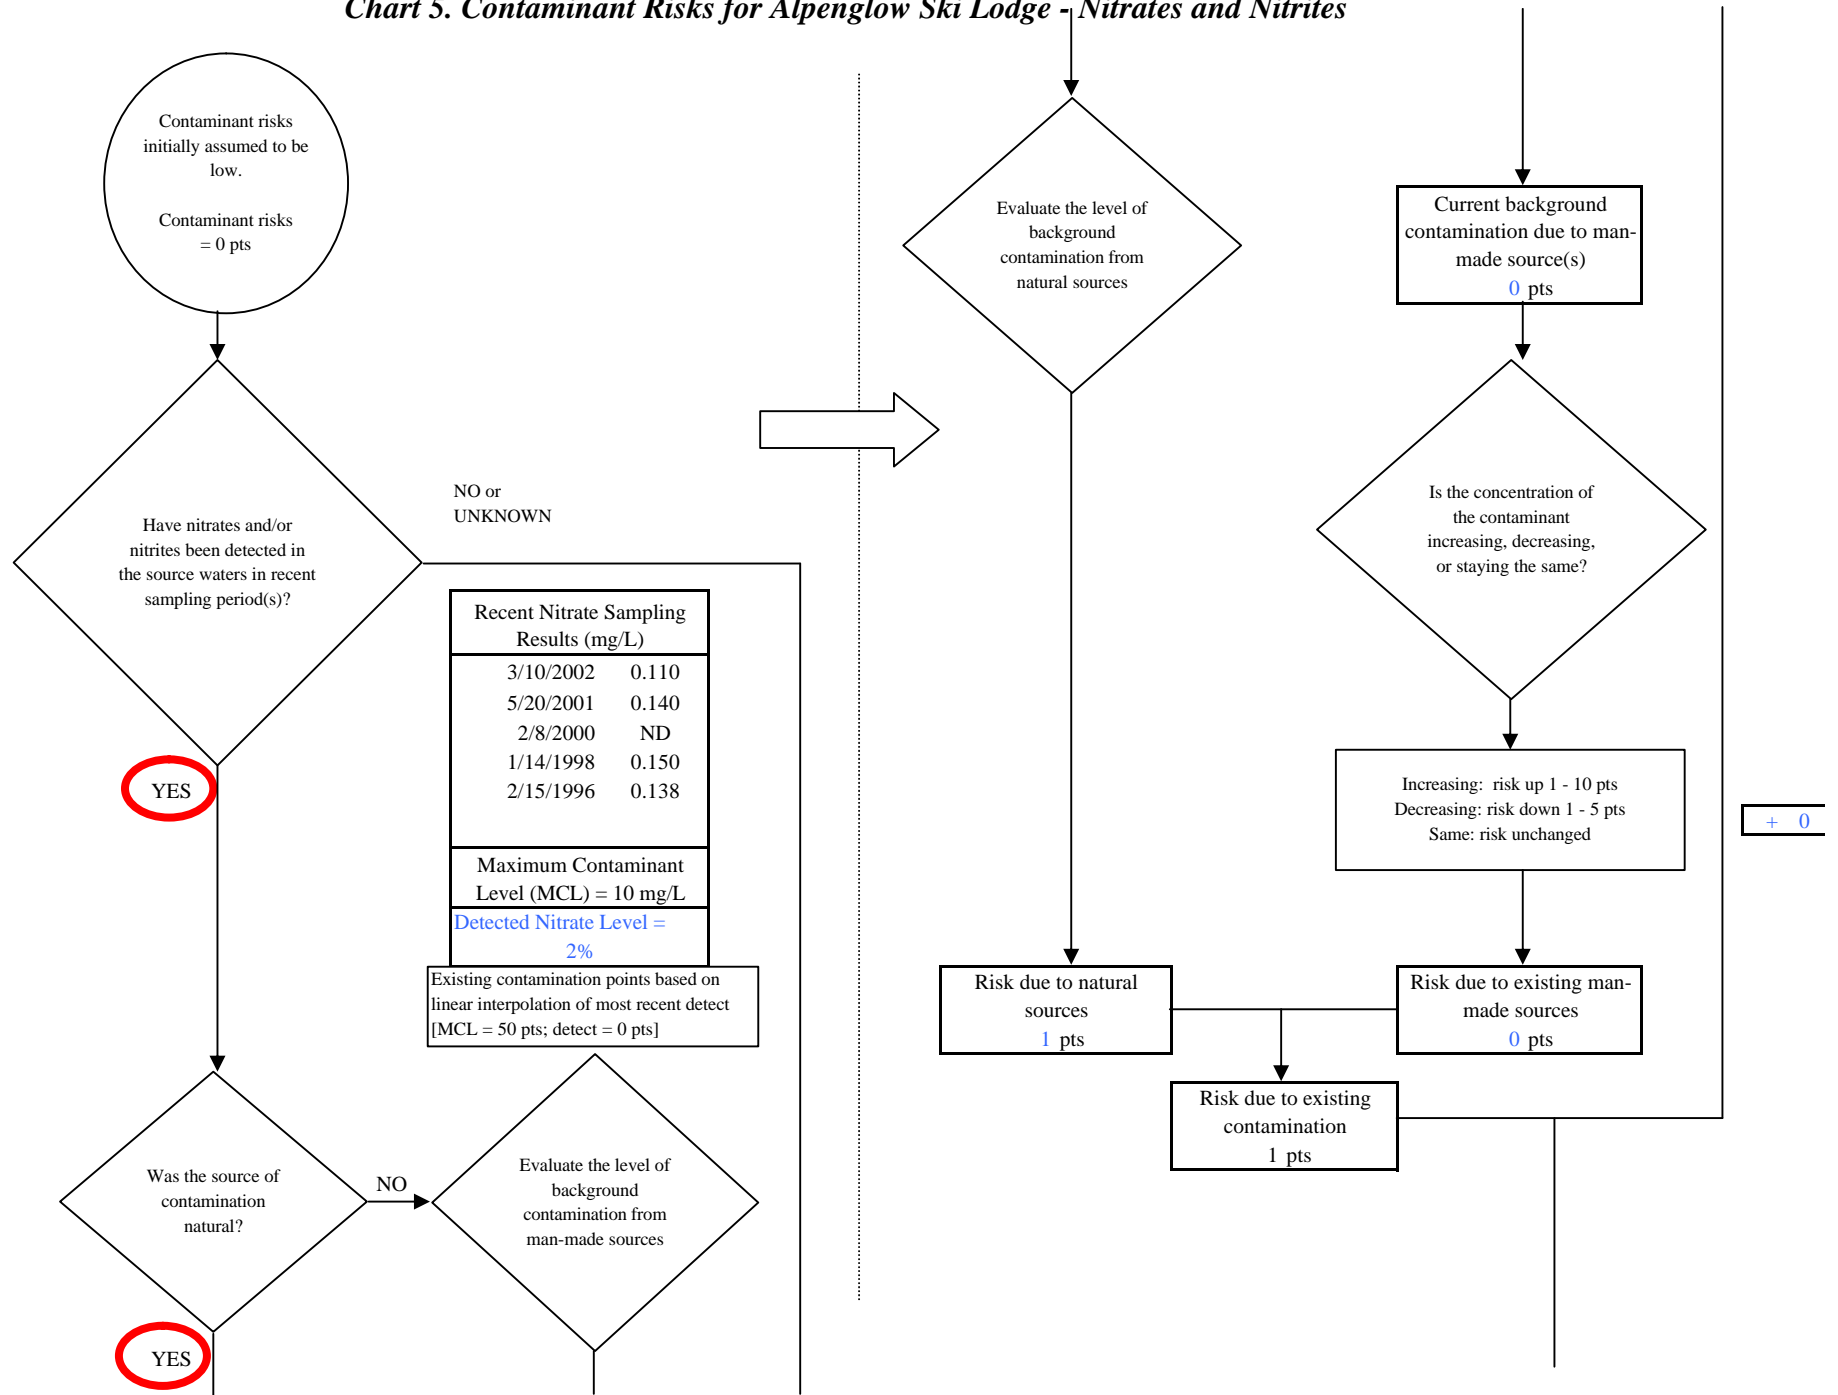 Chart 5. Contaminant Risks for Alpenglow Ski Lodge - Nitrates and Nitrites
Contaminant risks
initially assumed to be
low.
Contaminant risks
= 0 pts
Have nitrates and/or
nitrites been detected in
the source waters in recent
sampling period(s)?
NO or
UNKNOWN
YES
Recent Nitrate Sampling
Results (mg/L)
3/10/2002 0.110
5/20/2001 0.140
2/8/2000 ND
1/14/1998 0.150
2/15/1996 0.138
Maximum Contaminant
Level (MCL) = 10 mg/L
Detected Nitrate Level =
2%
Existing contamination points based on
linear interpolation of most recent detect
[MCL = 50 pts; detect = 0 pts]
Was the source of
contamination
natural?
NO
YES
Evaluate the level of
background
contamination from
man-made sources
Evaluate the level of
background
contamination from
natural sources
Risk due to natural
sources
1 pts
Current background
contamination due to man-
made source(s)
0 pts
Is the concentration of
the contaminant
increasing, decreasing,
or staying the same?
Increasing: risk up 1 - 10 pts
Decreasing: risk down 1 - 5 pts
Same: risk unchanged
+ 0
Risk due to existing man-
made sources
0 pts
Risk due to existing
contamination
1 pts